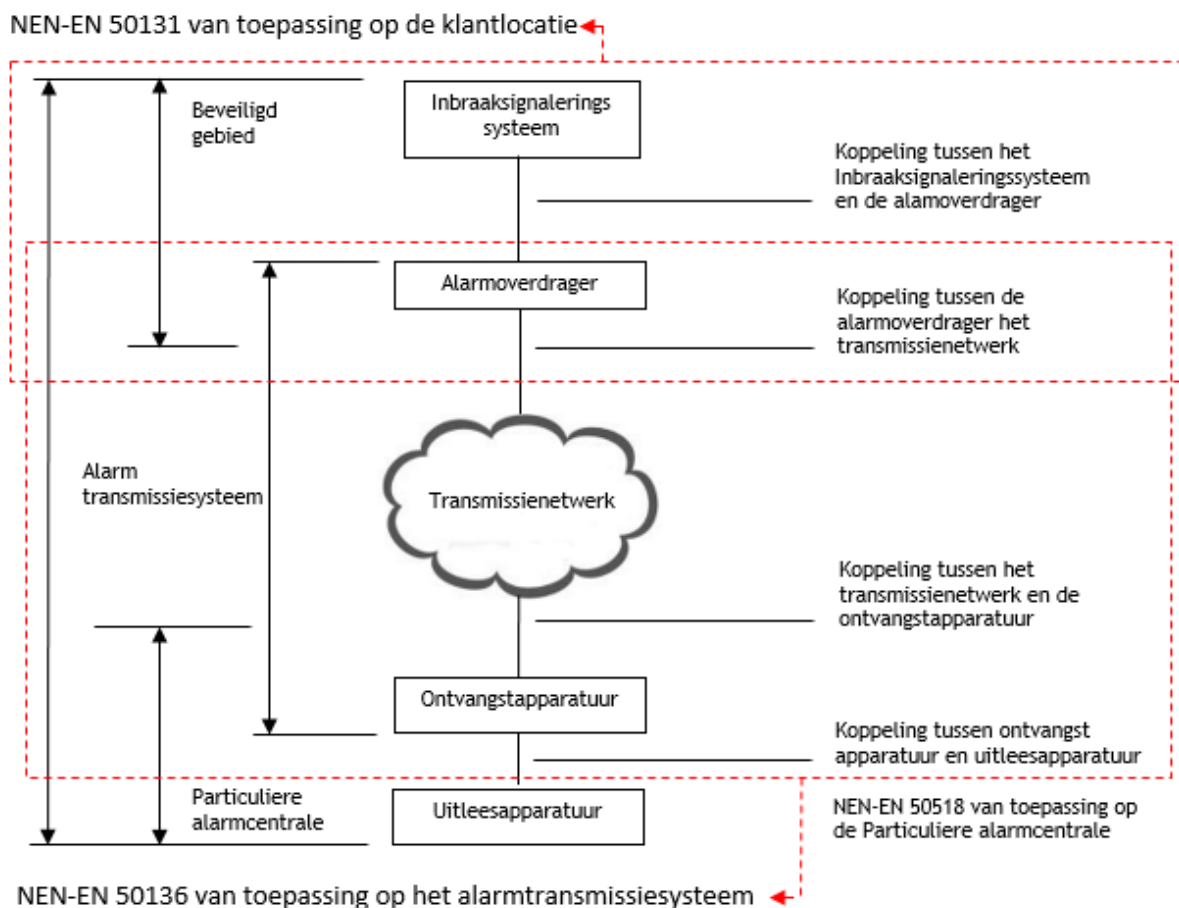 NEN-EN 50131 van toepassing op de klantlocatie
Inbraaksignalerings
systeem
Beveiligd
gebied
Koppeling tussen het
Inbraaksignaleringssysteem
en de alamoverdrager
Alarmoverdrager
Koppeling tussen de
alarmoverdrager het
transmissienetwerk
Alarm
transmissiesysteem
Transmissienetwerk
Koppeling tussen het
transmissienetwerk en de
ontvangstapparatuur
Ontvangstapparatuur
Koppeling tussen ontvangst
apparatuur en uitleesapparatuur
Particuliere
alarmcentrale
Uitleesapparatuur
NEN-EN 50518 van toepassing op
de Particuliere alarmcentrale
NEN-EN 50136 van toepassing op het alarmtransmissiesysteem